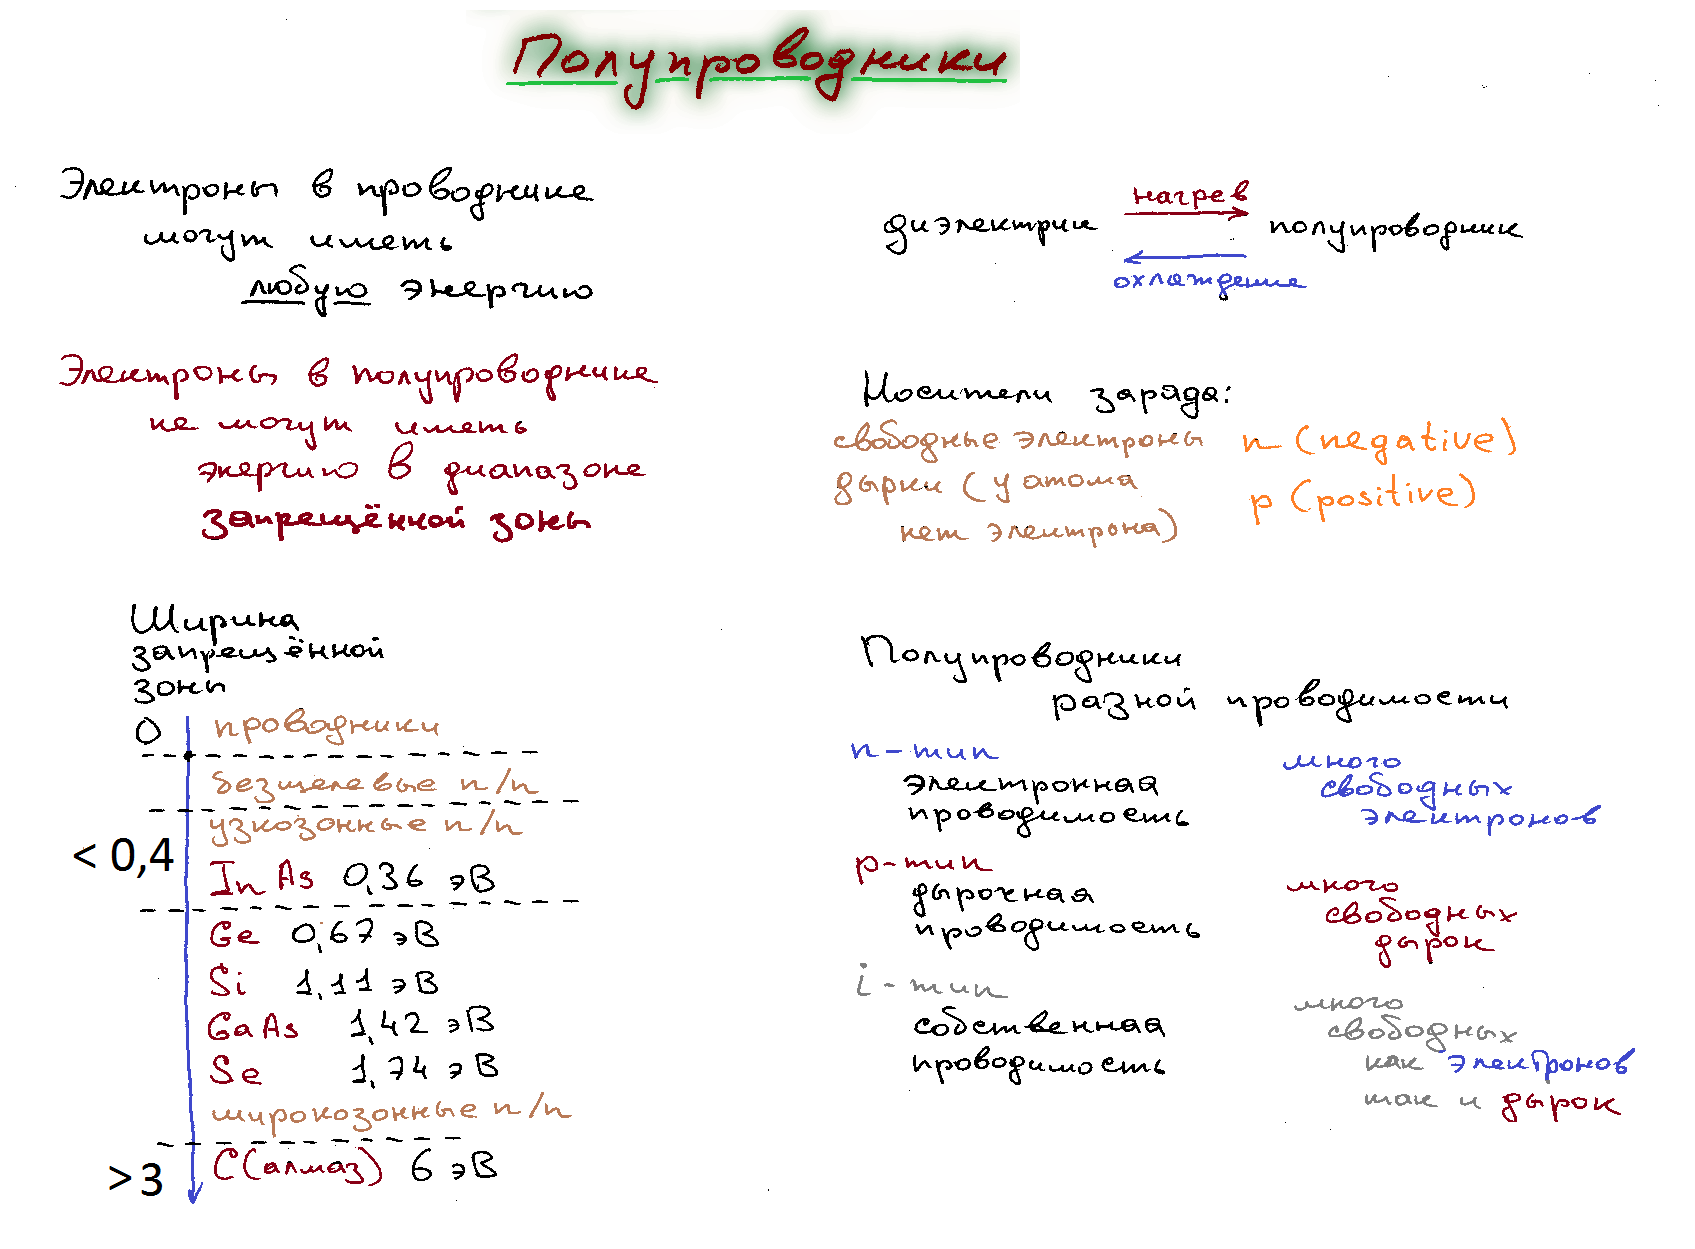 Полупроводники
Электроны в проводнике
могут иметь
любую энергию
Электроны в полупроводнике
не могут иметь
энергию в диапазоне
запрещённой зоны
Ширина
запрещённой
зоны
0 проводники
безщелевые п/п
узкозонные п/п
< 0,4
InAs 0,36 эВ
Ge 0,67 эВ
Si 1,11 эВ
GaAs 1,42 эВ
Se 1,74 эВ
широкозонные п/п
>3 C(алмаз) 6 эВ
нагрев
диэлектрик полупроводник
охлаждение
Носители заряда:
свободные электроны n (negative)
дырки (у атома p (positive)
нет электрона)
Полупроводники
разной проводимости
n-тип много
электронная свободных
проводимость электронов
p-тип много
дырочная свободных
проводимость дырок
i-тип много
собственная свободных
проводимость как электронов
так и дырок